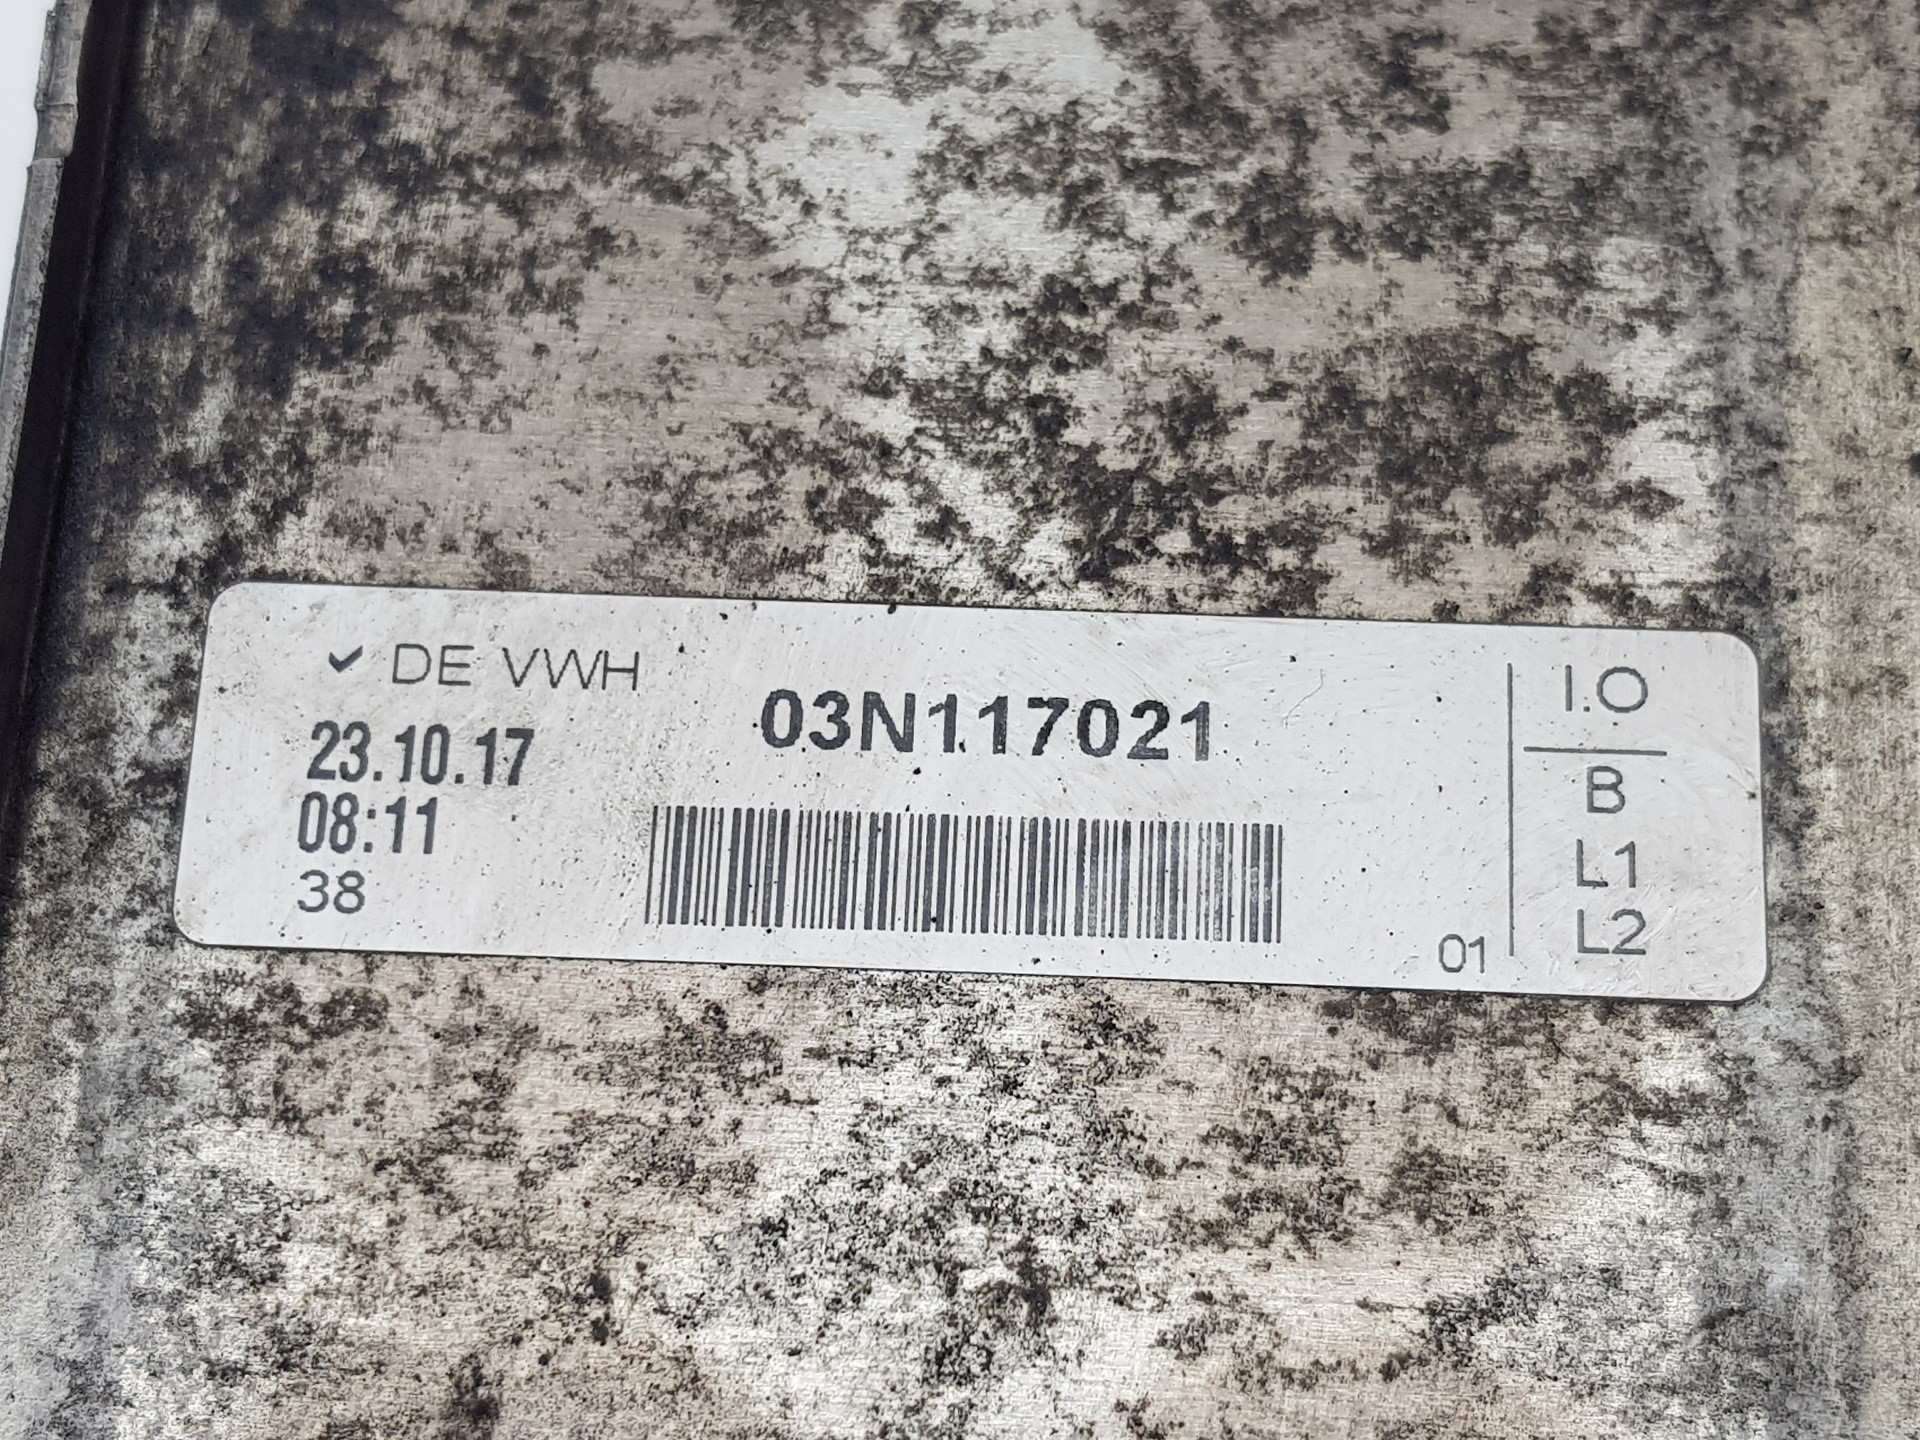 ✓ DE VWH
23.10.17
08:11
38
03N117021
01
I.O
B
L1
L2